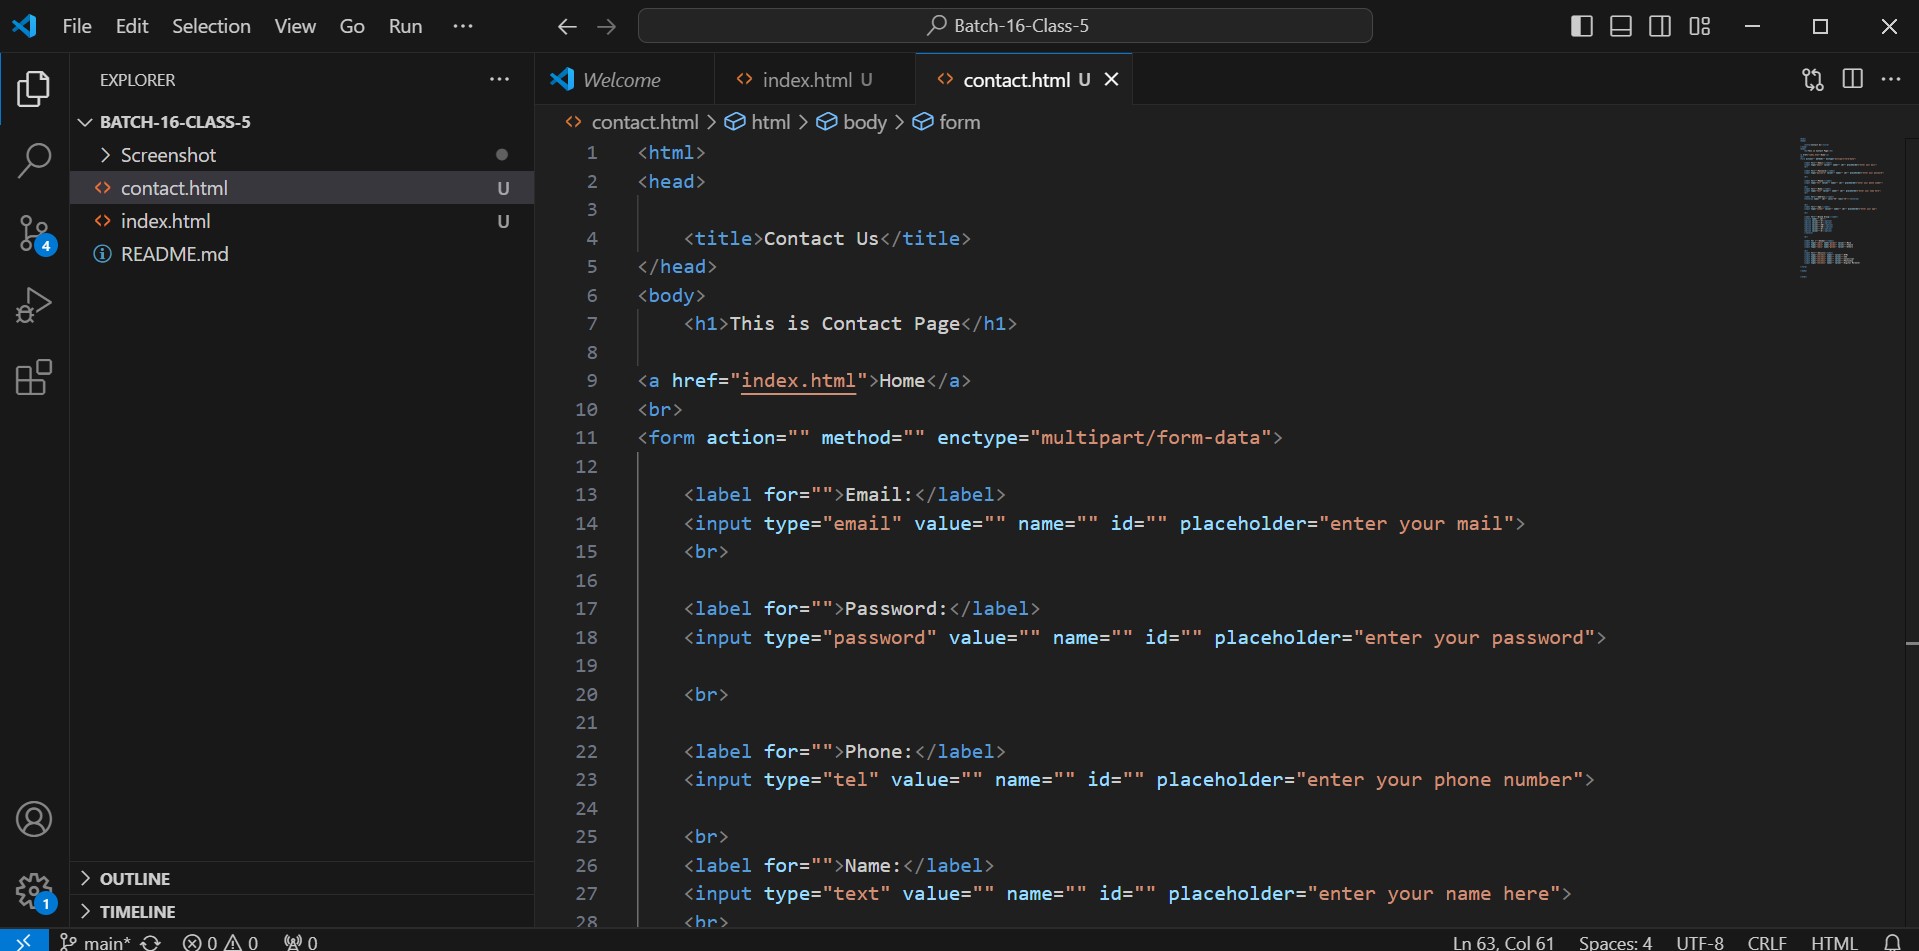 File Edit Selection View Go Run ··· Batch-16-Class-5
EXPLORER ···
BATCH-16-CLASS-5
Screenshot
contact.html U
index.html U
README.md
4
OUTLINE
TIMELINE
1
Welcome index.html U contact.html U ···
contact.html > html > body > form
1 <html>
2 <head>
3
4 <title>Contact Us</title>
5 </head>
6 <body>
7 <h1>This is Contact Page</h1>
8
9 <a href="index.html">Home</a>
10 <br>
11 <form action="" method="" enctype="multipart/form-data">
12
13 <label for="">Email:</label>
14 <input type="email" value="" name="" id="" placeholder="enter your mail">
15 <br>
16
17 <label for="">Password:</label>
18 <input type="password" value="" name="" id="" placeholder="enter your password">
19
20 <br>
21
22 <label for="">Phone:</label>
23 <input type="tel" value="" name="" id="" placeholder="enter your phone number">
24
25 <br>
26 <label for="">Name:</label>
27 <input type="text" value="" name="" id="" placeholder="enter your name here">
28 <br>
main* 0 0 0 Ln 63, Col 61 Spaces: 4 UTF-8 CRLF HTML